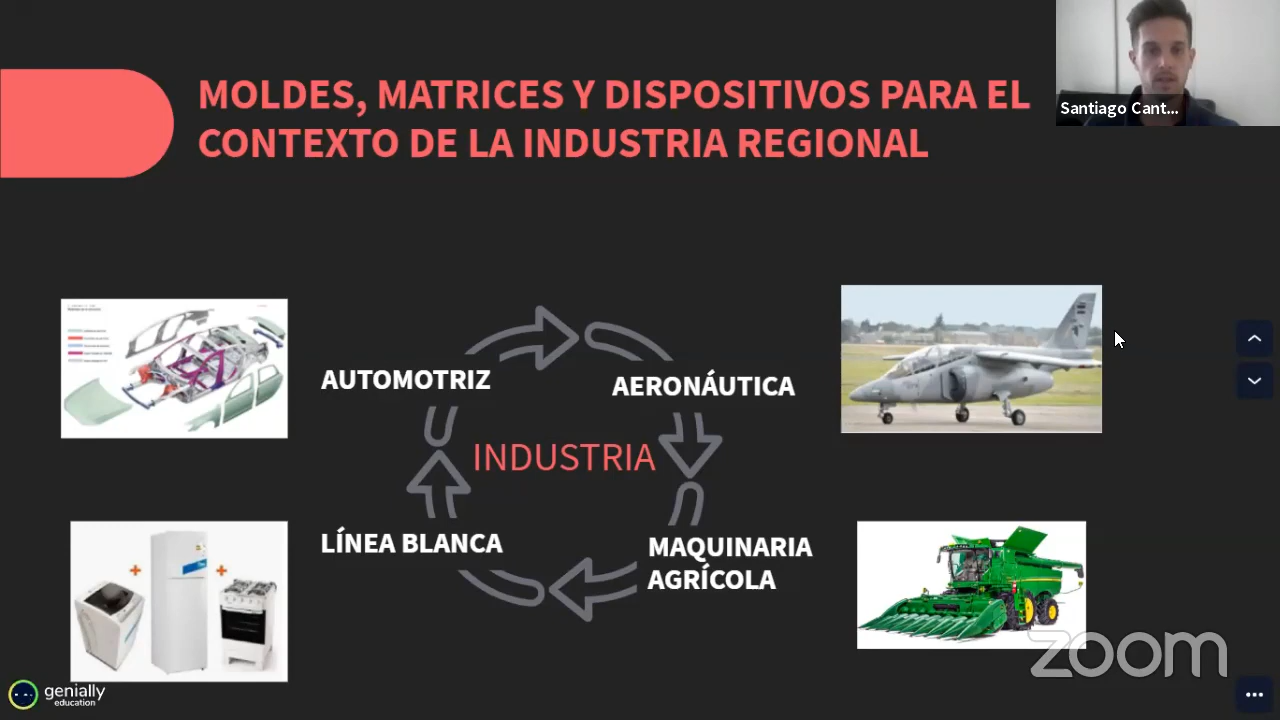 MOLDES, MATRICES Y DISPOSITIVOS PARA EL
CONTEXTO DE LA INDUSTRIA REGIONAL
Santiago Cant...
AUTOMOTRIZ
AERONÁUTICA
INDUSTRIA
LÍNEA BLANCA
MAQUINARIA
AGRÍCOLA
zoom
genially
education